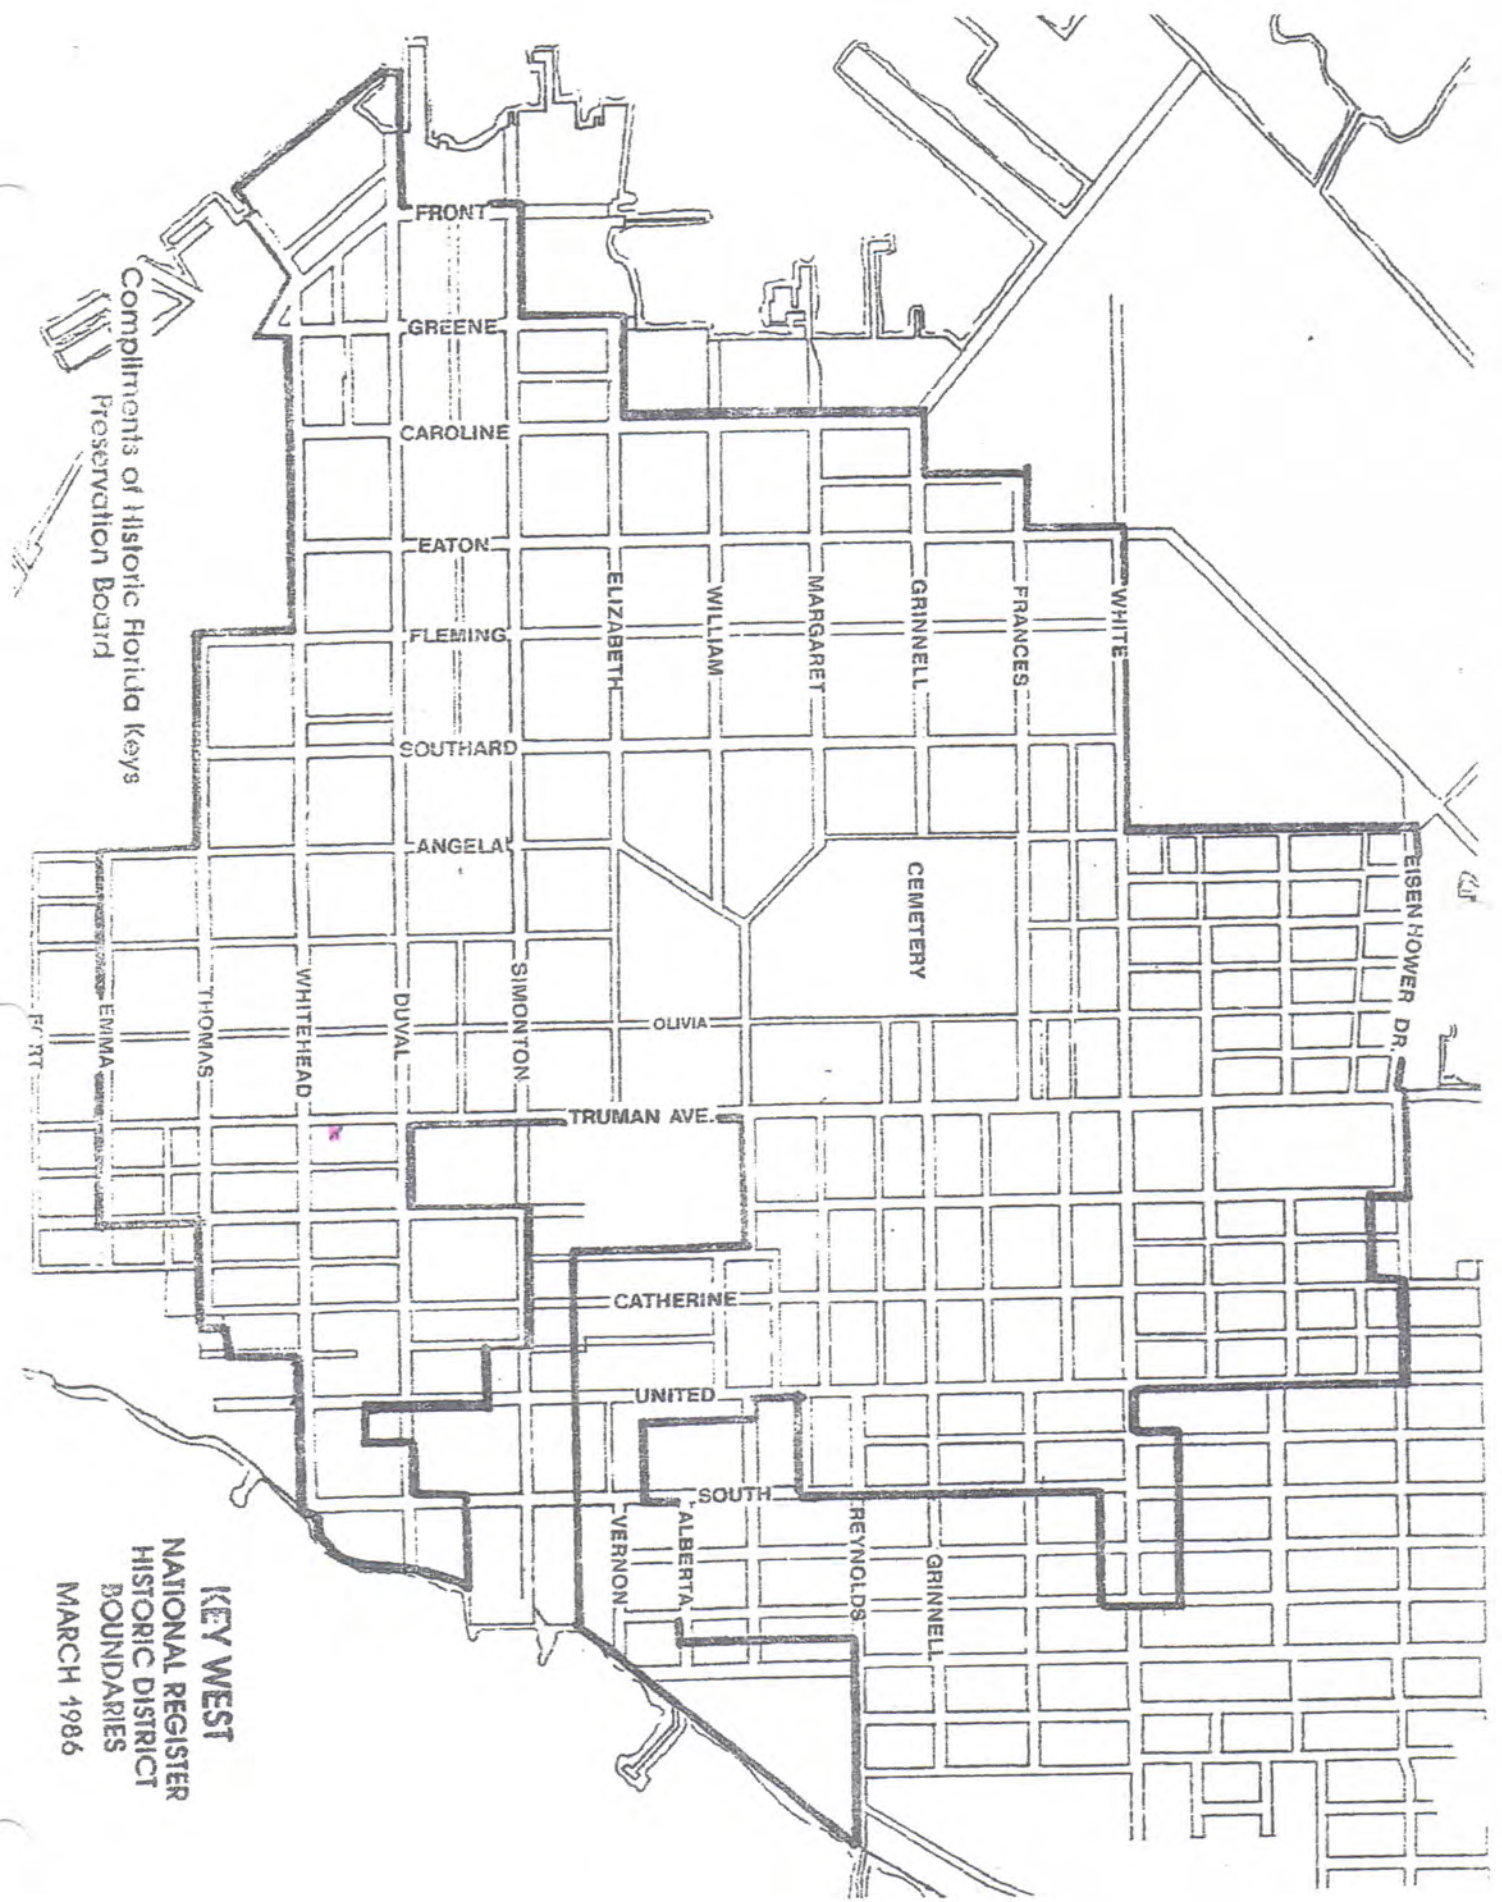 FRONT
GREENE
CAROLINE
EATON
FLEMING
SOUTHARD
ANGELA
ELIZABETH
WILLIAM
MARGARET
GRINNELL
FRANCES
WHITE
CEMETERY
EISENHOWER DR.
SIMONTON
DUVAL
WHITEHEAD
THOMAS
EMMA
FORT
OLIVIA
TRUMAN AVE.
CATHERINE
UNITED
SOUTH
VERNON
ALBERTA
REYNOLDS
GRINNELL
Compliments of Historic Florida Keys
Preservation Board
KEY WEST
NATIONAL REGISTER
HISTORIC DISTRICT
BOUNDARIES
MARCH 1986